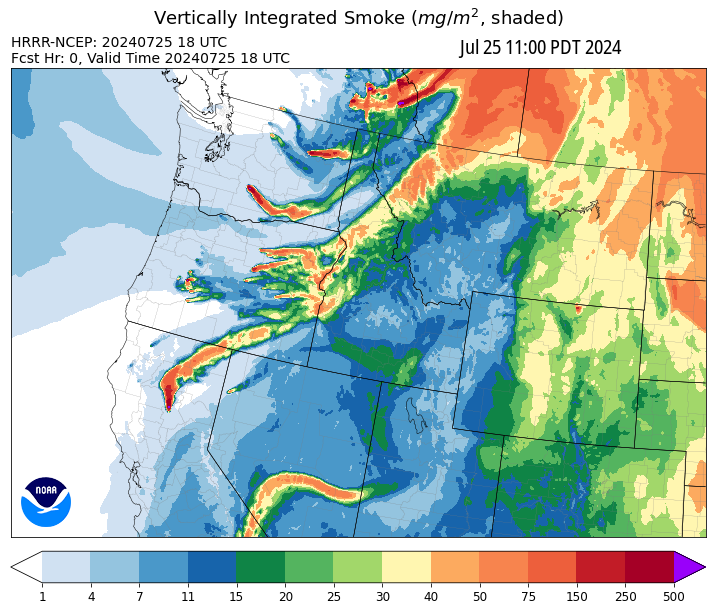 Vertically Integrated Smoke (mg/m², shaded)
HRRR-NCEP: 20240725 18 UTC
Jul 25 11:00 PDT 2024
Fcst Hr: 0, Valid Time 20240725 18 UTC
NOAA
1 4 7 11 15 20 25 30 40 50 75 150 250 500